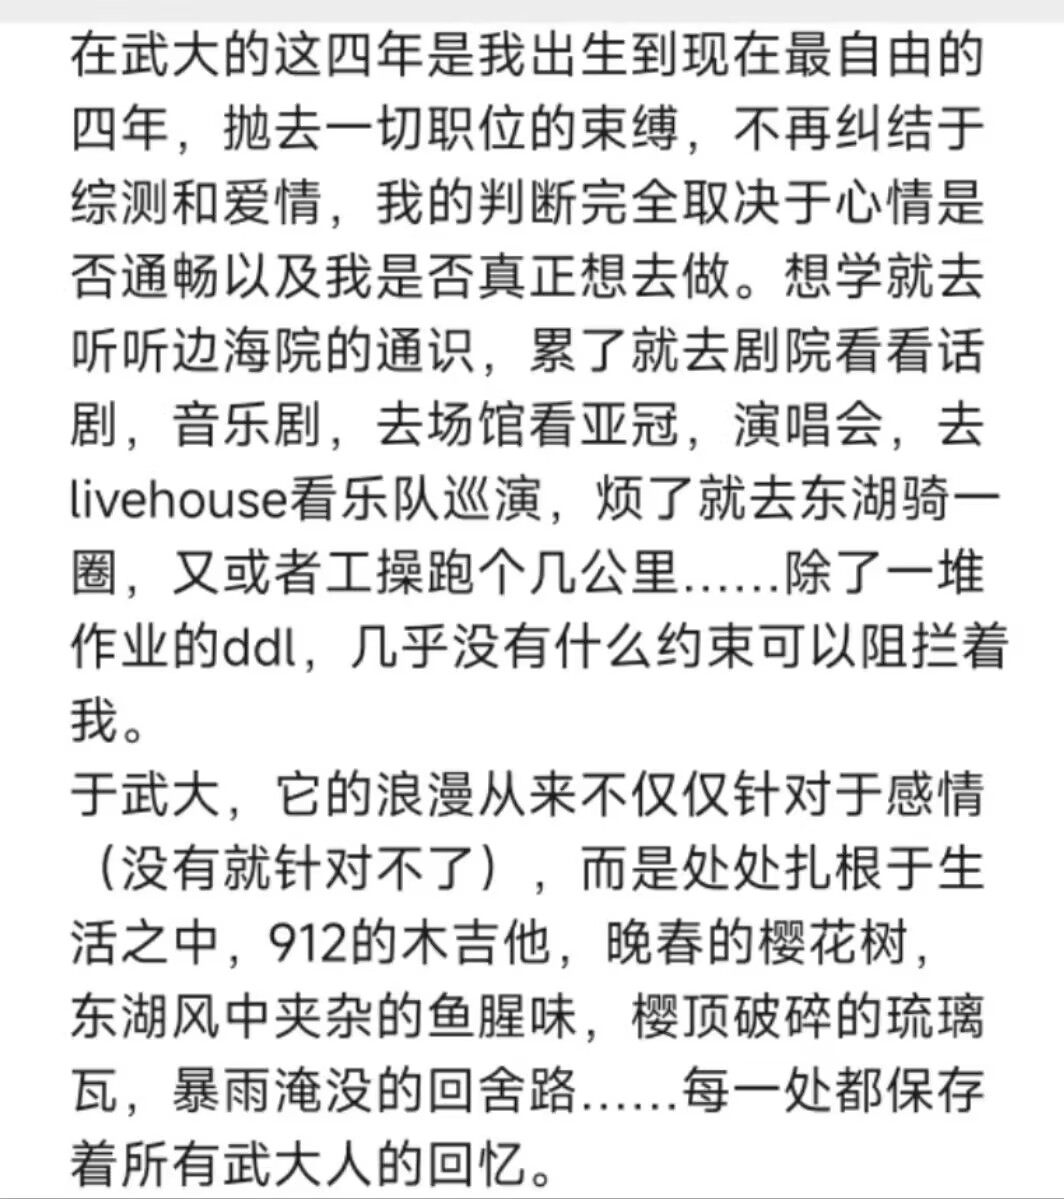 在武大的这四年是我出生到现在最自由的
四年，抛去一切职位的束缚，不再纠结于
综测和爱情，我的判断完全取决于心情是
否通畅以及我是否真正想去做。想学就去
听听边海院的通识，累了就去剧院看看话
剧，音乐剧，去场馆看亚冠，演唱会，去
livehouse看乐队巡演，烦了就去东湖骑一
圈，又或者工操跑个几公里......除了一堆
作业的ddl，几乎没有什么约束可以阻拦着
我。
于武大，它的浪漫从来不仅仅针对于感情
（没有就针对不了），而是处处扎根于生
活之中，912的木吉他，晚春的樱花树，
东湖风中夹杂的鱼腥味，樱顶破碎的琉璃
瓦，暴雨淹没的回舍路......每一处都保存
着所有武大人的回忆。